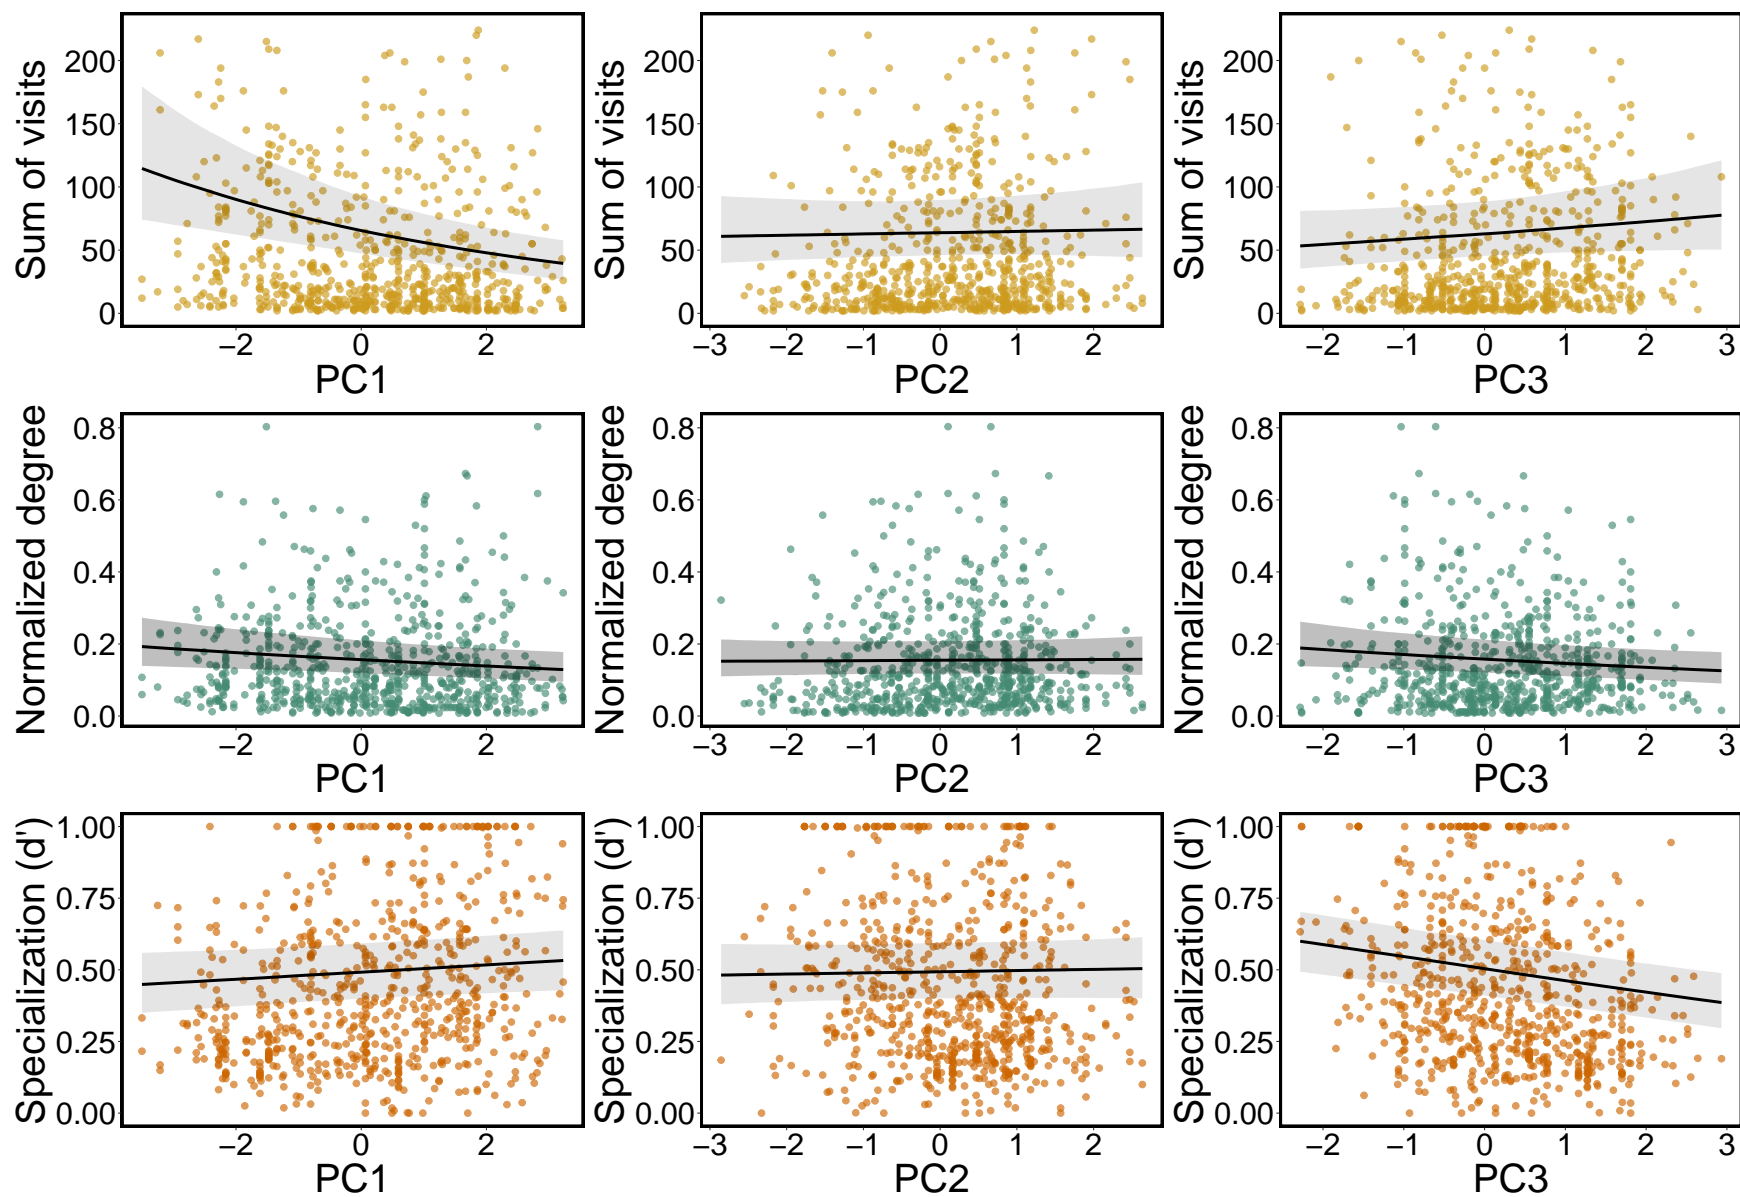 Sum of visits
200
150
100
50
0
−2 0 2
PC1
Sum of visits
200
150
100
50
0
−3 −2 −1 0 1 2
PC2
Sum of visits
200
150
100
50
0
−2 −1 0 1 2 3
PC3
Normalized degree
0.8
0.6
0.4
0.2
0.0
−2 0 2
PC1
Normalized degree
0.8
0.6
0.4
0.2
0.0
−3 −2 −1 0 1 2
PC2
Normalized degree
0.8
0.6
0.4
0.2
0.0
−2 −1 0 1 2 3
PC3
Specialization (d')
1.00
0.75
0.50
0.25
0.00
−2 0 2
PC1
Specialization (d')
1.00
0.75
0.50
0.25
0.00
−3 −2 −1 0 1 2
PC2
Specialization (d')
1.00
0.75
0.50
0.25
0.00
−2 −1 0 1 2 3
PC3